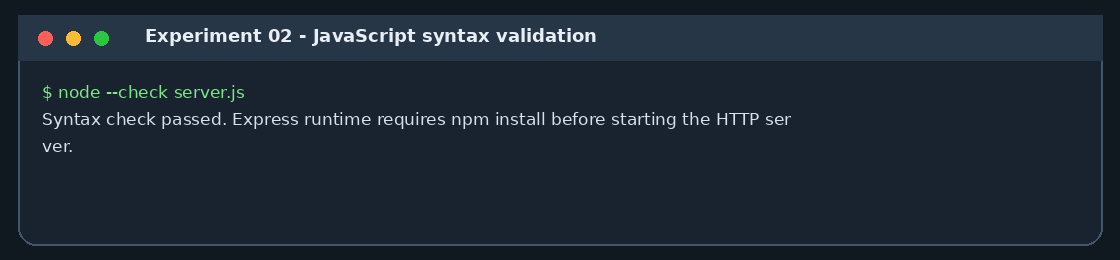 Experiment 02 - JavaScript syntax validation
$ node --check server.js
Syntax check passed. Express runtime requires npm install before starting the HTTP ser
ver.